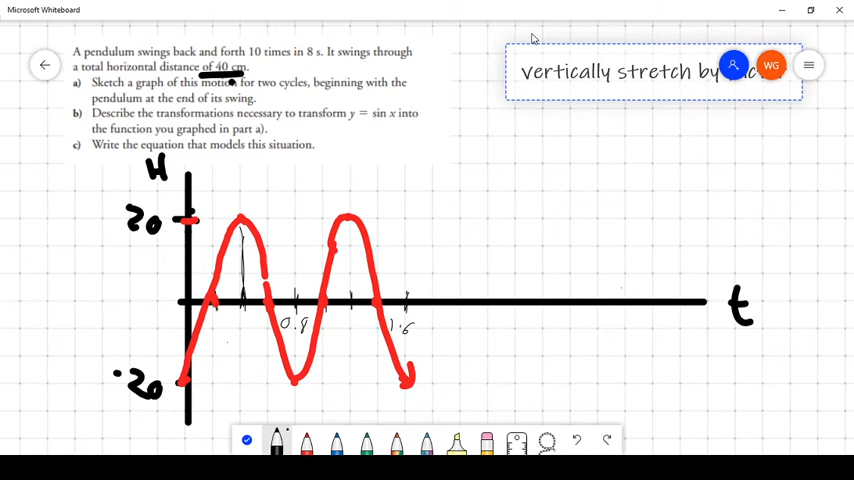 Microsoft Whiteboard
A pendulum swings back and forth 10 times in 8 s. It swings through
a total horizontal distance of 40 cm.
a) Sketch a graph of this motion for two cycles, beginning with the
pendulum at the end of its swing.
b) Describe the transformations necessary to transform y = sin x into
the function you graphed in part a).
c) Write the equation that models this situation.
vertically stretch by
WG
H
20
0.8
1.6
t
-20